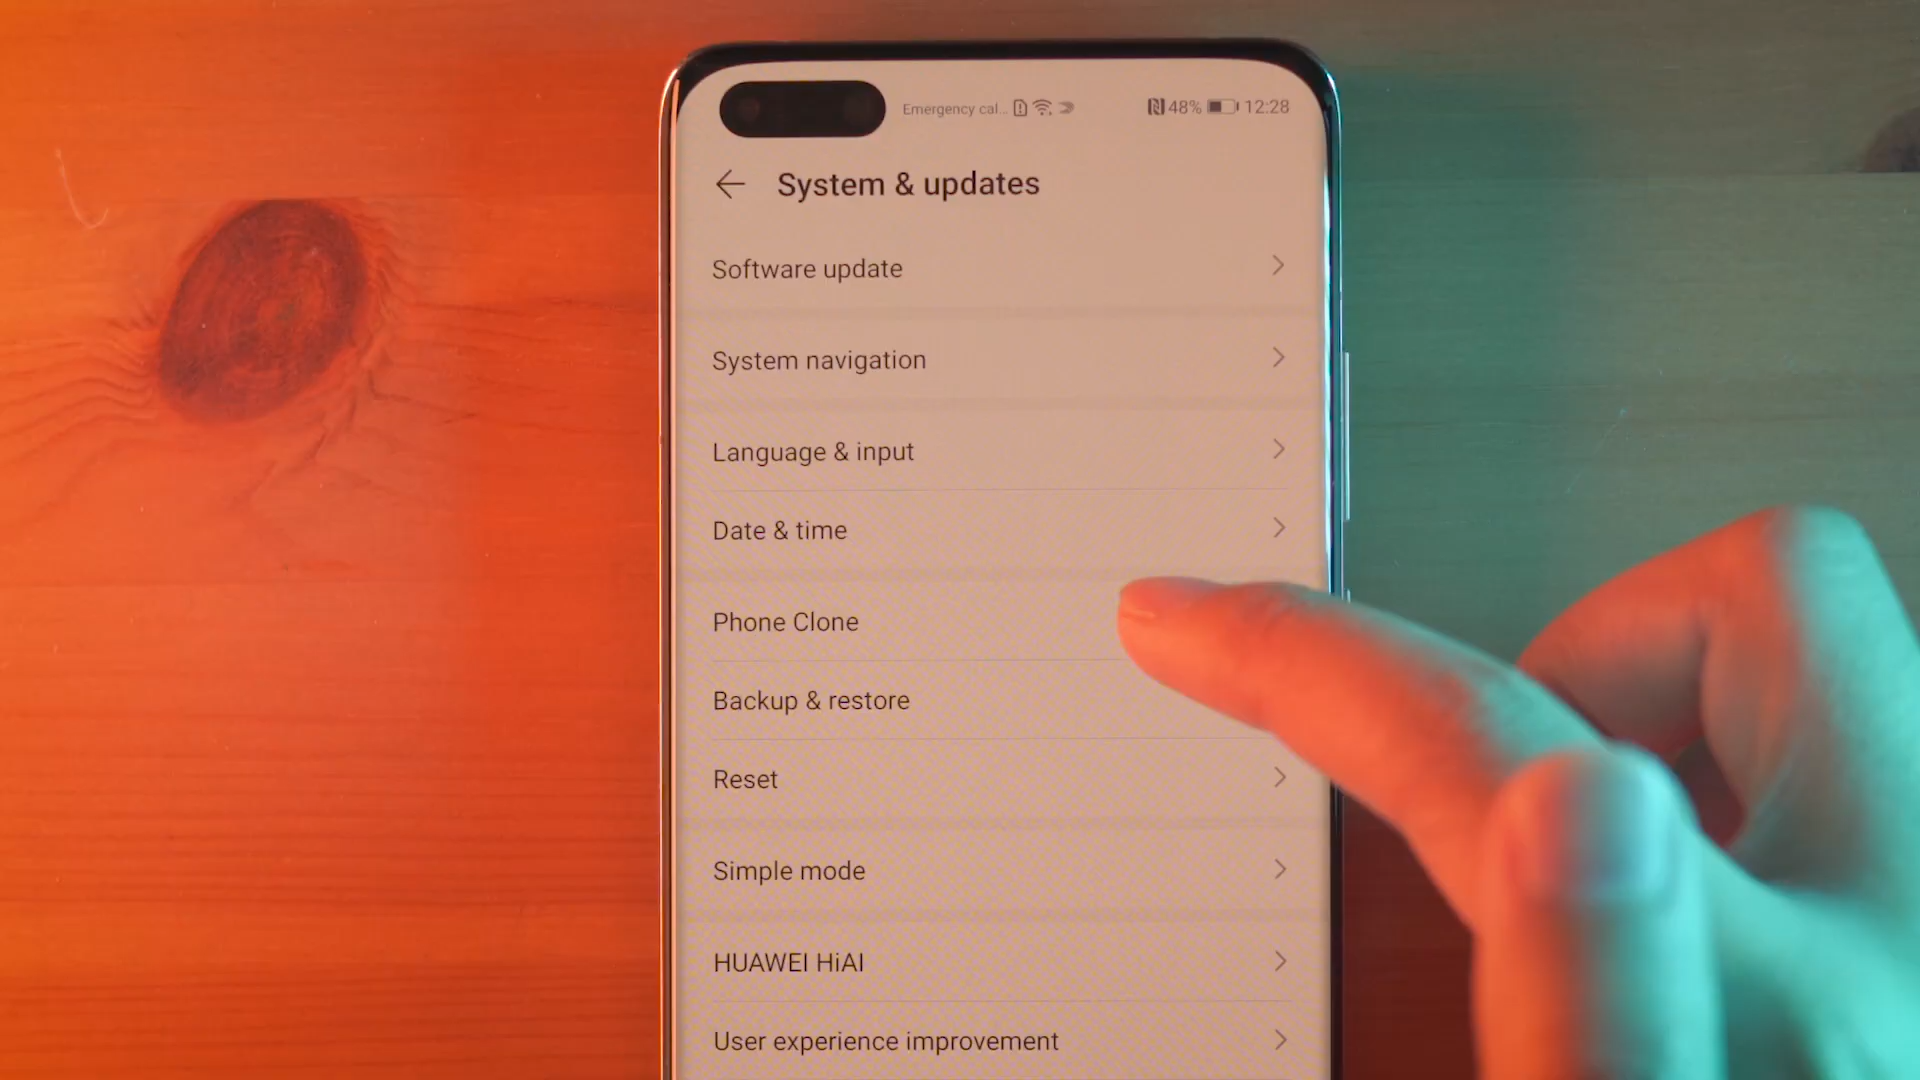 Emergency cal... 48% 12:28
System & updates
Software update
System navigation
Language & input
Date & time
Phone Clone
Backup & restore
Reset
Simple mode
HUAWEI HiAI
User experience improvement